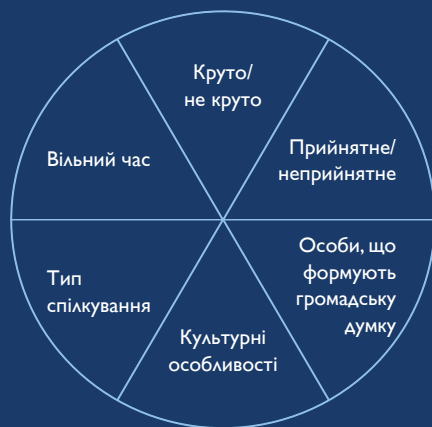 Круто/
не круто
Прийнятне/
неприйнятне
Особи, що
формують
громадську
думку
Культурні
особливості
Тип
спілкування
Вільний час